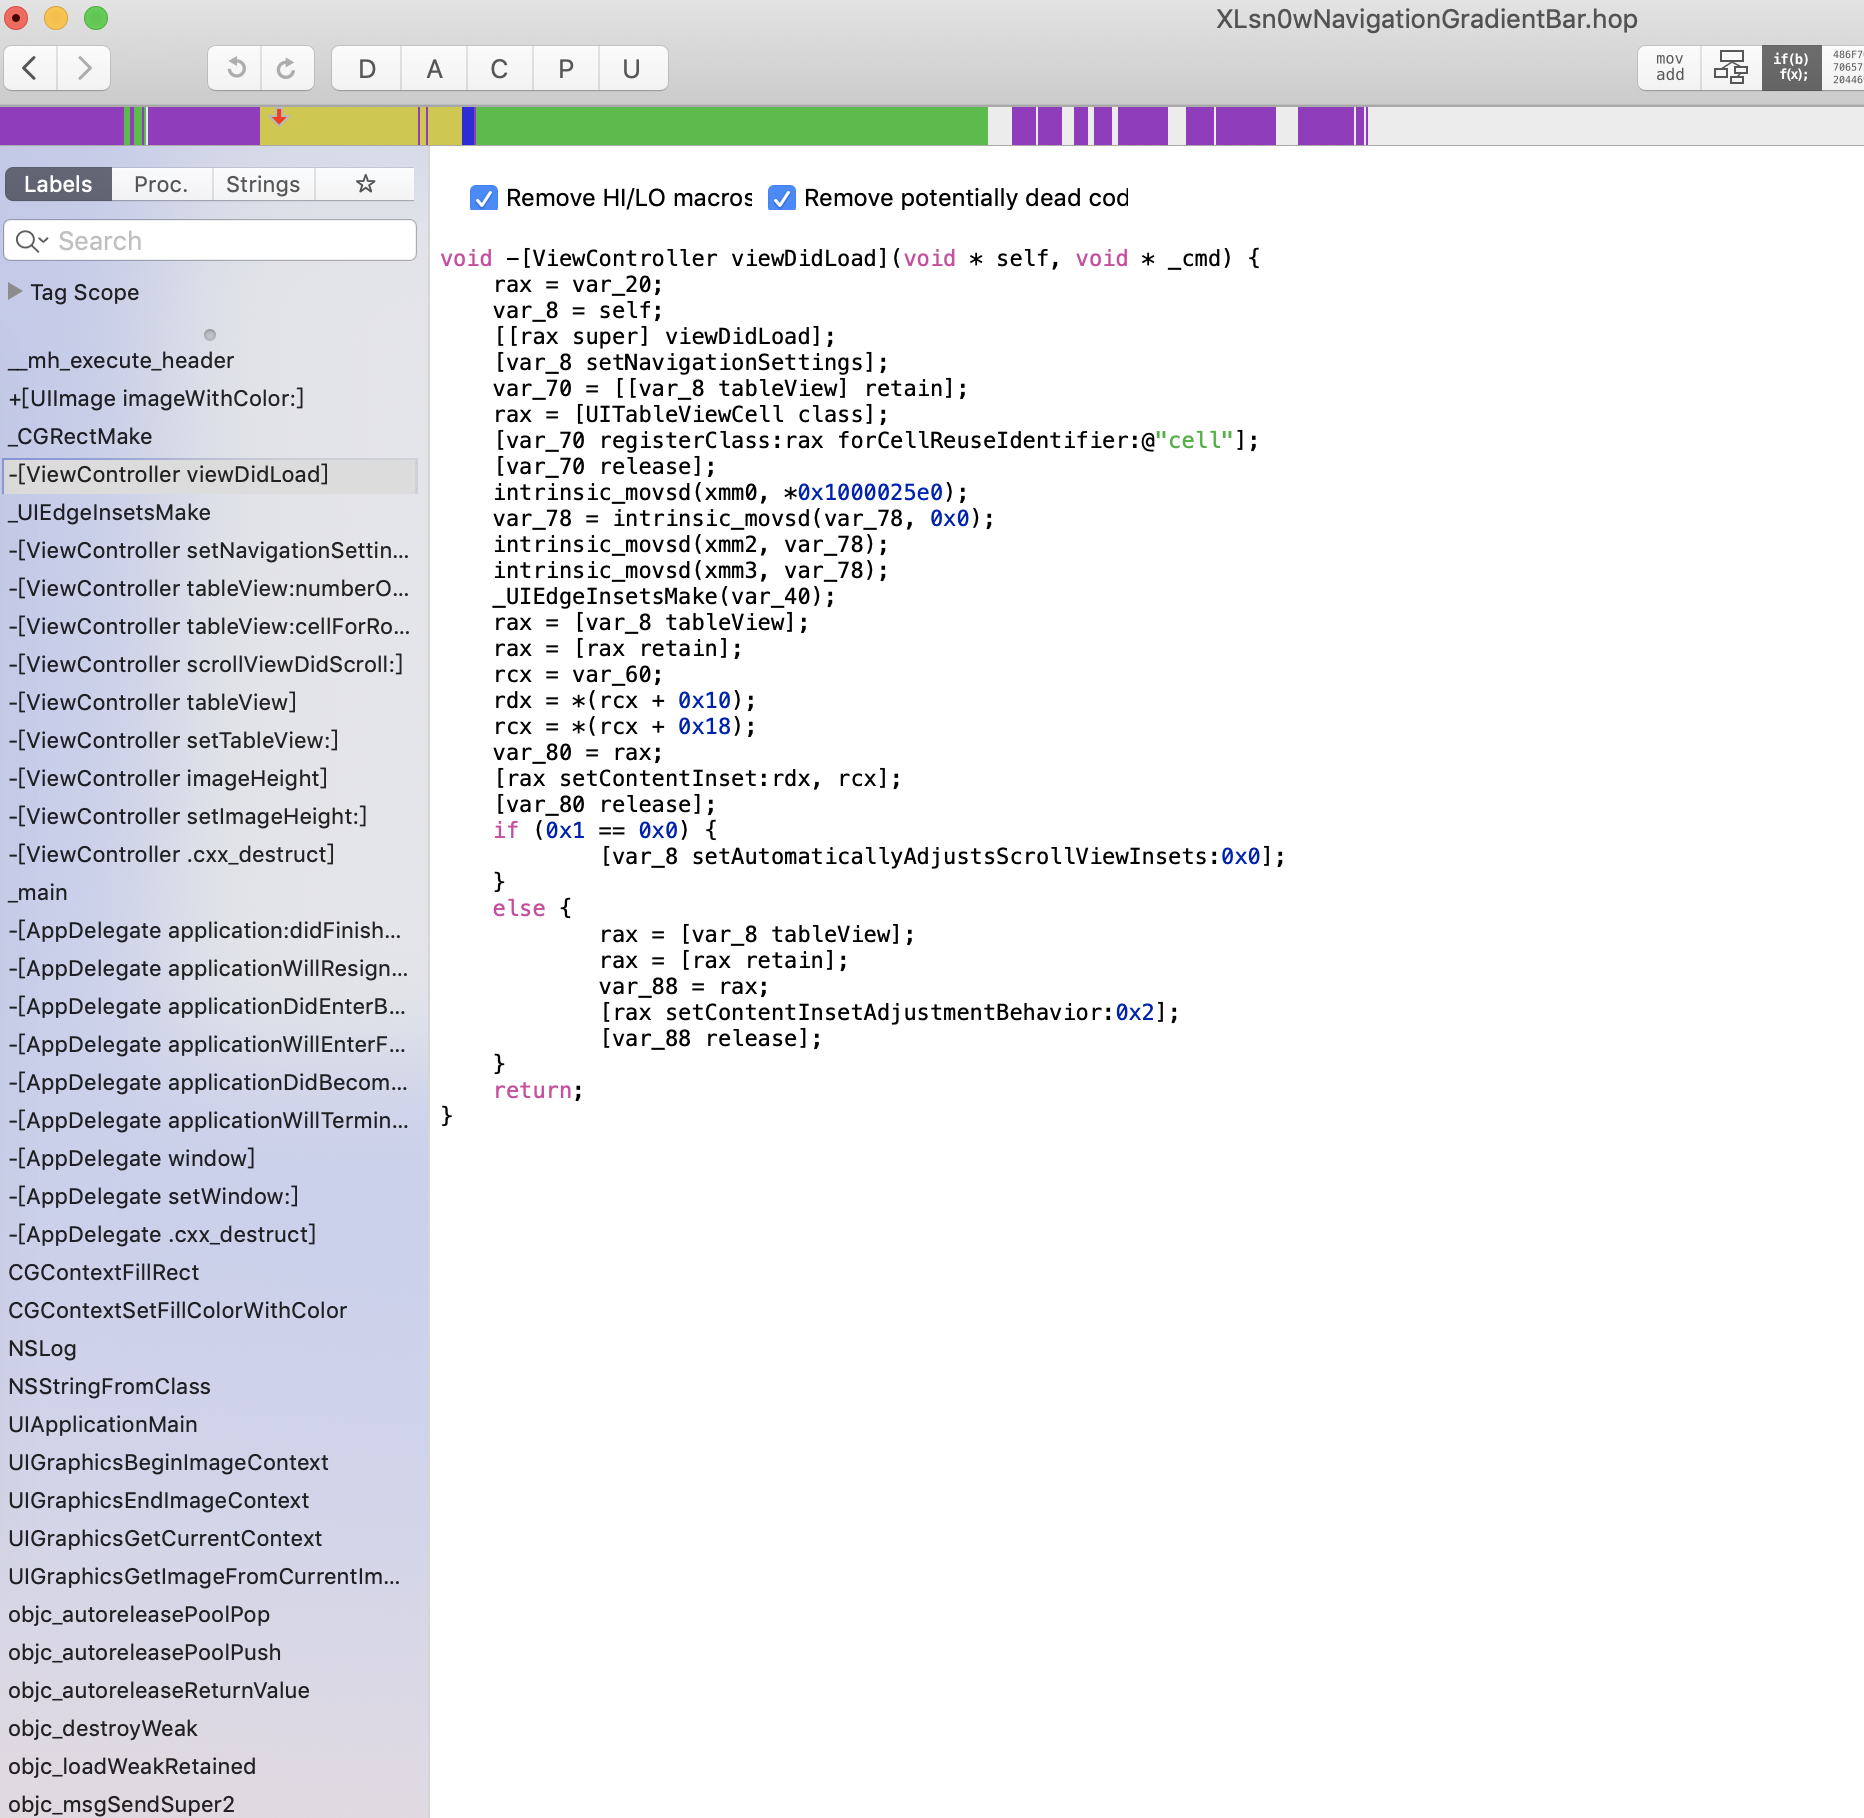 XLsn0wNavigationGradientBar.hop
D A C P U
mov add
if(b) f(x);
Labels Proc. Strings
Search
Tag Scope
__mh_execute_header
+[UIImage imageWithColor:]
_CGRectMake
-[ViewController viewDidLoad]
_UIEdgeInsetsMake
-[ViewController setNavigationSettin...
-[ViewController tableView:numberO...
-[ViewController tableView:cellForRo...
-[ViewController scrollViewDidScroll:]
-[ViewController tableView]
-[ViewController setTableView:]
-[ViewController imageHeight]
-[ViewController setImageHeight:]
-[ViewController .cxx_destruct]
_main
-[AppDelegate application:didFinish...
-[AppDelegate applicationWillResign...
-[AppDelegate applicationDidEnterB...
-[AppDelegate applicationWillEnterF...
-[AppDelegate applicationDidBecom...
-[AppDelegate applicationWillTermin...
-[AppDelegate window]
-[AppDelegate setWindow:]
-[AppDelegate .cxx_destruct]
CGContextFillRect
CGContextSetFillColorWithColor
NSLog
NSStringFromClass
UIApplicationMain
UIGraphicsBeginImageContext
UIGraphicsEndImageContext
UIGraphicsGetCurrentContext
UIGraphicsGetImageFromCurrentIm...
objc_autoreleasePoolPop
objc_autoreleasePoolPush
objc_autoreleaseReturnValue
objc_destroyWeak
objc_loadWeakRetained
objc_msgSendSuper2
Remove HI/LO macros Remove potentially dead cod
void -[ViewController viewDidLoad](void * self, void * _cmd) {
    rax = var_20;
    var_8 = self;
    [[rax super] viewDidLoad];
    [var_8 setNavigationSettings];
    var_70 = [[var_8 tableView] retain];
    rax = [UITableViewCell class];
    [var_70 registerClass:rax forCellReuseIdentifier:@"cell"];
    [var_70 release];
    intrinsic_movsd(xmm0, *0x1000025e0);
    var_78 = intrinsic_movsd(var_78, 0x0);
    intrinsic_movsd(xmm2, var_78);
    intrinsic_movsd(xmm3, var_78);
    _UIEdgeInsetsMake(var_40);
    rax = [var_8 tableView];
    rax = [rax retain];
    rcx = var_60;
    rdx = *(rcx + 0x10);
    rcx = *(rcx + 0x18);
    var_80 = rax;
    [rax setContentInset:rdx, rcx];
    [var_80 release];
    if (0x1 == 0x0) {
            [var_8 setAutomaticallyAdjustsScrollViewInsets:0x0];
    }
    else {
            rax = [var_8 tableView];
            rax = [rax retain];
            var_88 = rax;
            [rax setContentInsetAdjustmentBehavior:0x2];
            [var_88 release];
    }
    return;
}